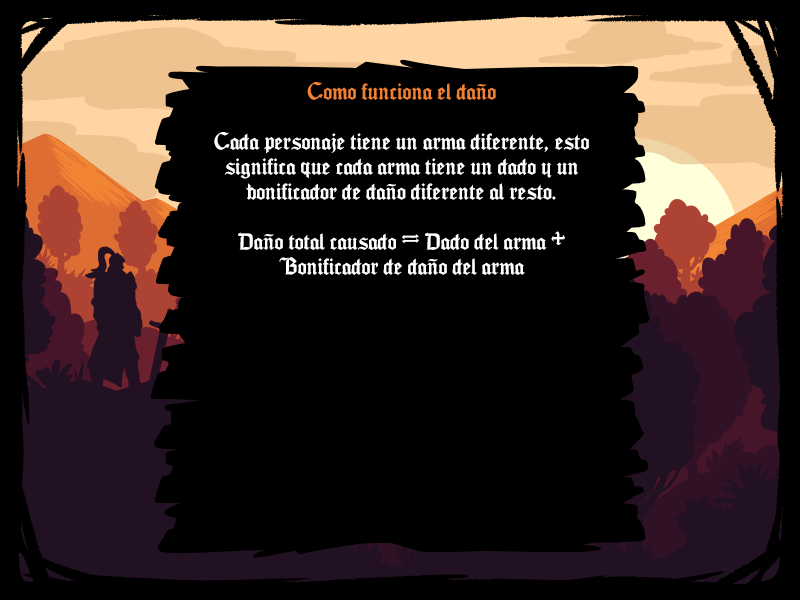 Como funciona el daño
Cada personaje tiene un arma diferente, esto
significa que cada arma tiene un dado y un
bonificador de daño diferente al resto.
Daño total causado = Dado del arma +
Bonificador de daño del arma